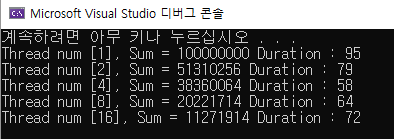 Microsoft Visual Studio 디버그 콘솔
계속하려면 아무 키나 누르십시오 . . .
Thread num [1], Sum = 100000000 Duration : 95
Thread num [2], Sum = 51310256 Duration : 79
Thread num [4], Sum = 38360064 Duration : 58
Thread num [8], Sum = 20221714 Duration : 64
Thread num [16], Sum = 11271914 Duration : 72